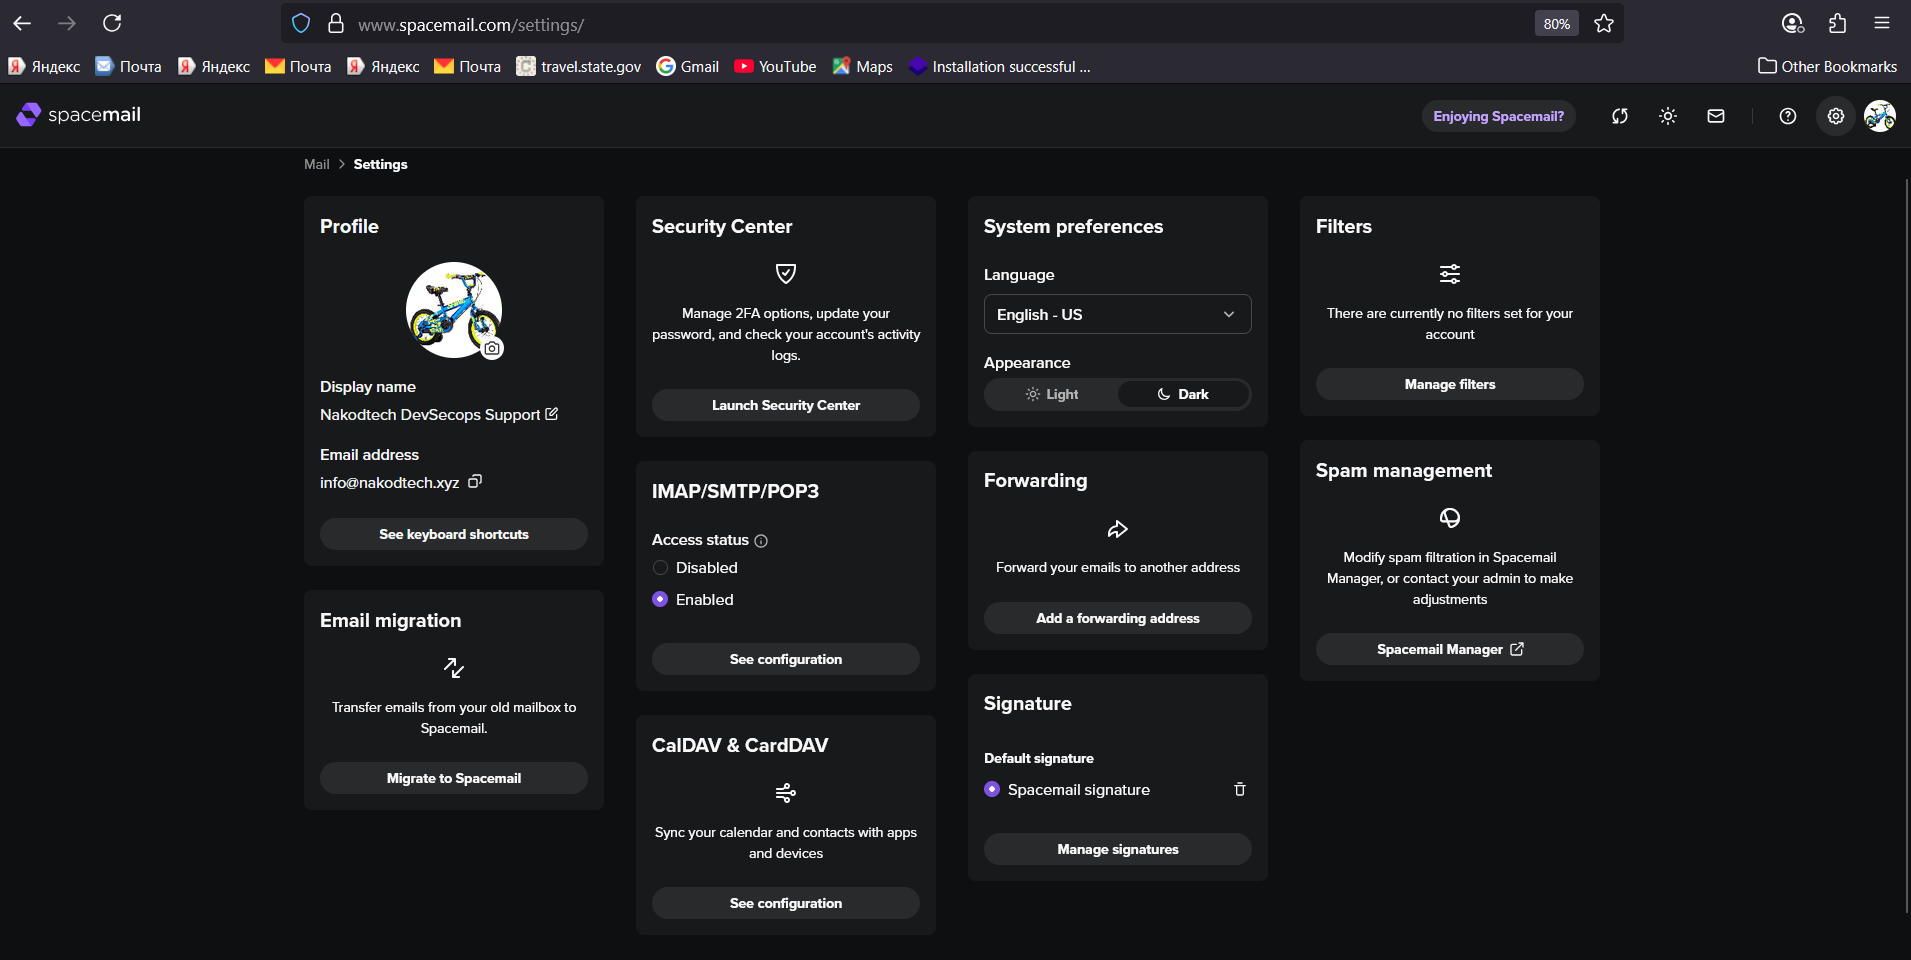 www.spacemail.com/settings/
80%
Яндекс
Почта
Яндекс
Почта
Яндекс
Почта
travel.state.gov
Gmail
YouTube
Maps
Installation successful ...
Other Bookmarks
spacemail
Enjoying Spacemail?
Mail > Settings
Profile
Display name
Nakodtech DevSecops Support
Email address
info@nakodtech.xyz
See keyboard shortcuts
Email migration
Transfer emails from your old mailbox to
Spacemail.
Migrate to Spacemail
Security Center
Manage 2FA options, update your
password, and check your account's activity
logs.
Launch Security Center
IMAP/SMTP/POP3
Access status
Disabled
Enabled
See configuration
CalDAV & CardDAV
Sync your calendar and contacts with apps
and devices
See configuration
System preferences
Language
English - US
Appearance
Light
Dark
Forwarding
Forward your emails to another address
Add a forwarding address
Signature
Default signature
Spacemail signature
Manage signatures
Filters
There are currently no filters set for your
account
Manage filters
Spam management
Modify spam filtration in Spacemail
Manager, or contact your admin to make
adjustments
Spacemail Manager